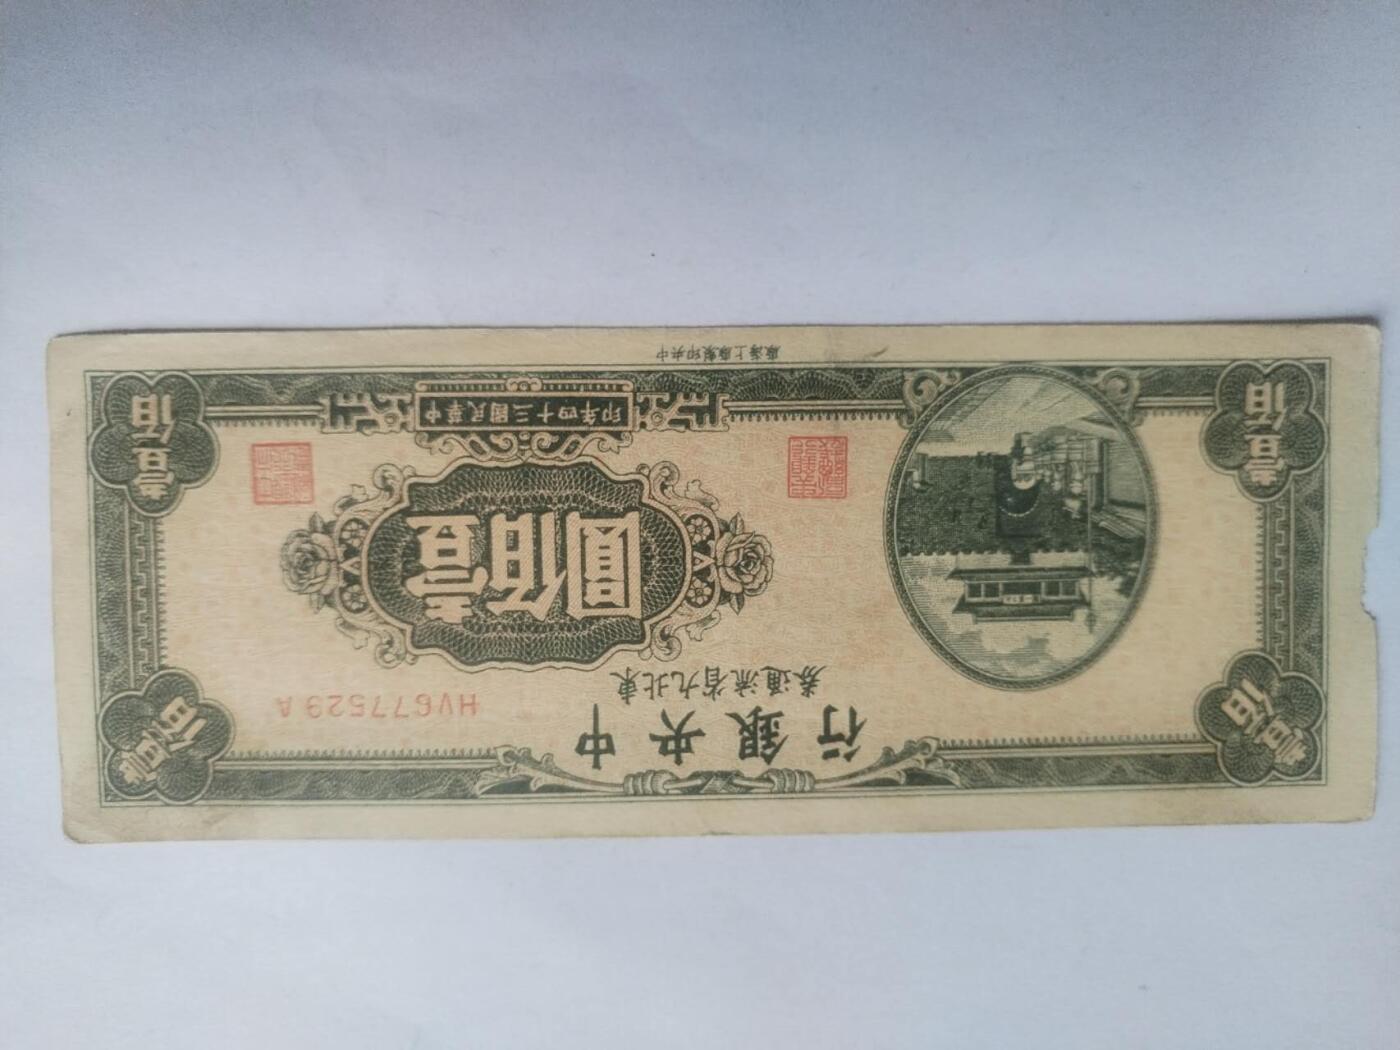 中央銀行
東北九省流通券
HV677529 A
壹佰
壹佰
壹佰圓
中華民國三十四年印
壹佰
壹佰
中央印製廠上海廠